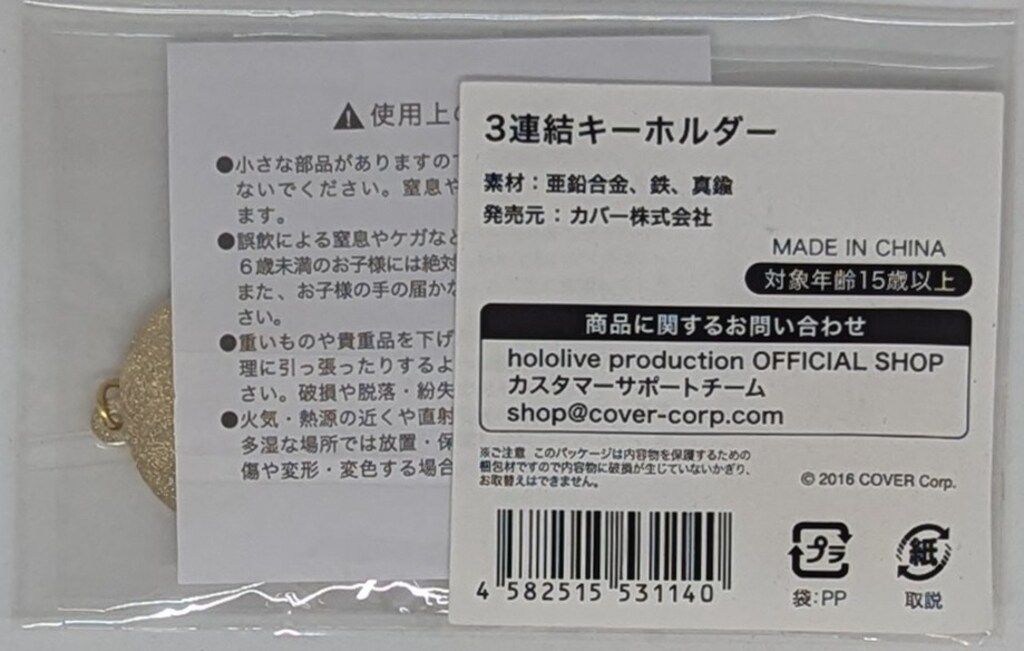 使用上
●小さな部品がありますの
ないでください。窒息や
ます。
●誤飲による窒息やケガなど
6歳未満のお子様には絶対
また、お子様の手の届かな
さい。
●重いものや貴重品を下げ
理に引っ張ったりするよ
さい。破損や脱落・紛失
●火気・熱源の近くや直射
多湿な場所では放置・保
傷や変形・変色する場合
3連結キーホルダー
素材：亜鉛合金、鉄、真鍮
発売元：カバー株式会社
MADE IN CHINA
対象年齢15歳以上
商品に関するお問い合わせ
hololive production OFFICIAL SHOP
カスタマーサポートチーム
shop@cover-corp.com
※ご注意 このパッケージは内容物を保護するための
梱包材ですので内容物に破損が生じていないかぎり、
お取替えはできません。
© 2016 COVER Corp.
4 582515 531140
プラ
袋:PP
紙
取説